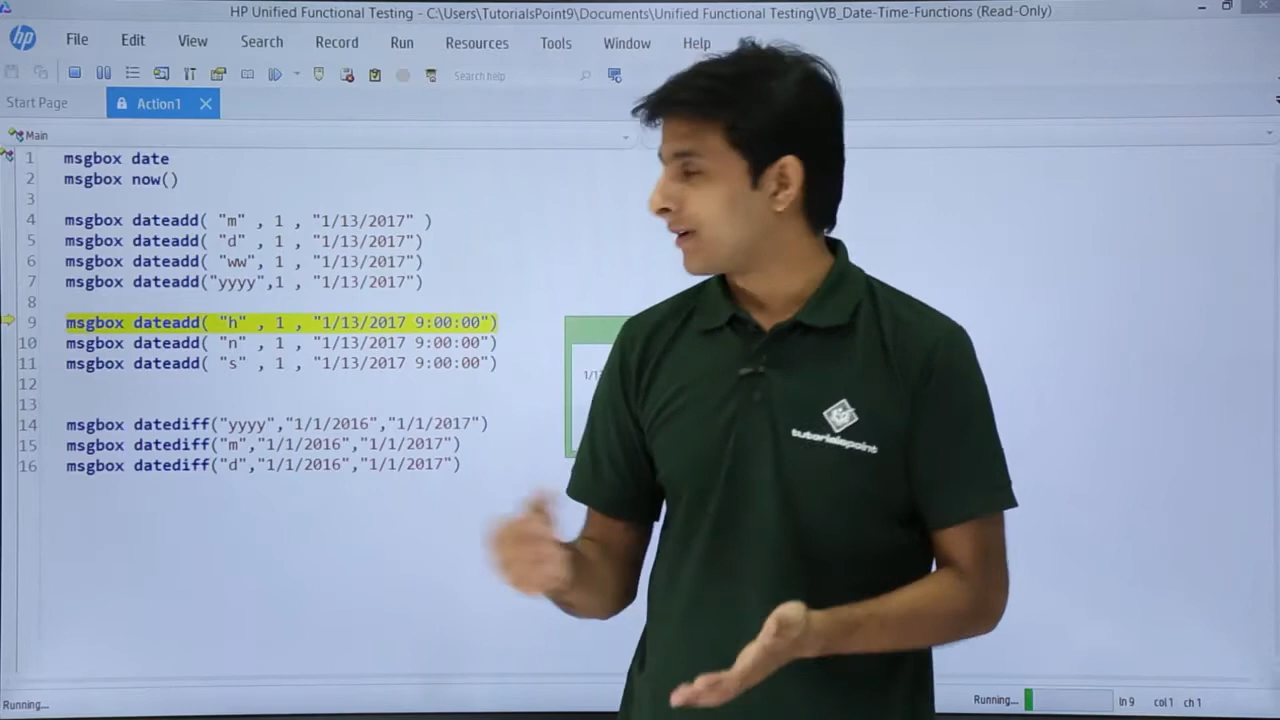 HP Unified Functional Testing - C:\Users\TutorialsPoint9\Documents\Unified Functional Testing\VB_Date-Time-Functions (Read-Only)
hp File Edit View Search Record Run Resources Tools Window Help
Search help
Start Page Action1
Main
1 msgbox date
2 msgbox now()
3
4 msgbox dateadd( "m" , 1 , "1/13/2017" )
5 msgbox dateadd( "d" , 1 , "1/13/2017")
6 msgbox dateadd( "ww", 1 , "1/13/2017")
7 msgbox dateadd("yyyy",1 , "1/13/2017")
8
9 msgbox dateadd( "h" , 1 , "1/13/2017 9:00:00")
10 msgbox dateadd( "n" , 1 , "1/13/2017 9:00:00")
11 msgbox dateadd( "s" , 1 , "1/13/2017 9:00:00")
12
13
14 msgbox datediff("yyyy","1/1/2016","1/1/2017")
15 msgbox datediff("m","1/1/2016","1/1/2017")
16 msgbox datediff("d","1/1/2016","1/1/2017")
tutorialspoint
Running... Running... ln 9 col 1 ch 1